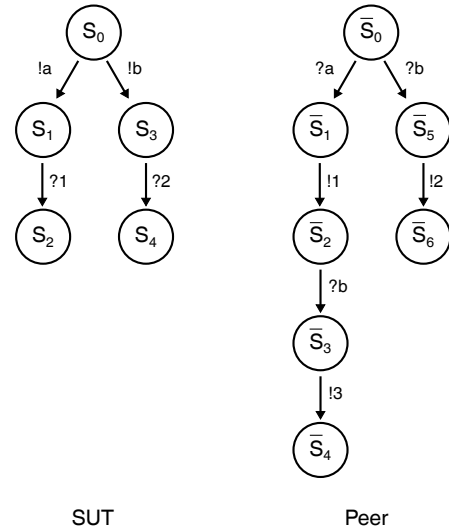 S0 S̅0
!a !b ?a ?b
S1 S3 S̅1 S̅5
?1 ?2 !1 !2
S2 S4 S̅2 S̅6
?b
S̅3
!3
S̅4
SUT Peer